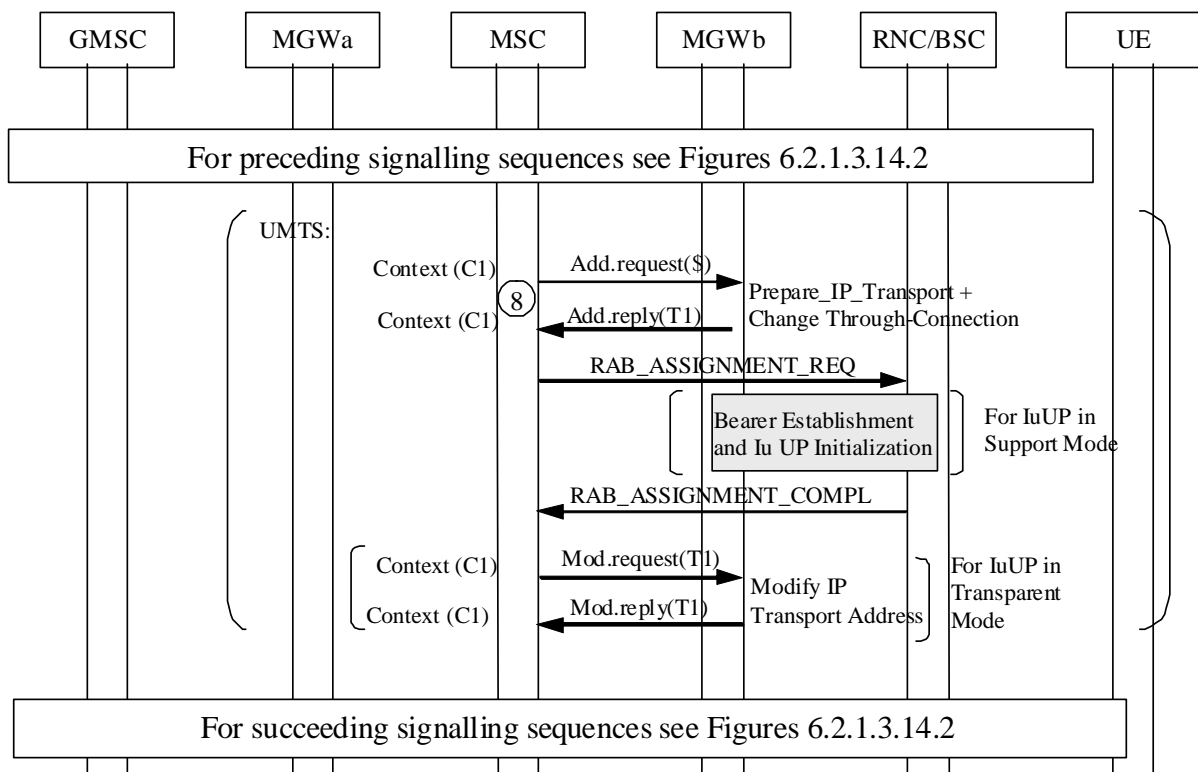 GMSC
MGWa
MSC
MGWb
RNC/BSC
UE
For preceding signalling sequences see Figures 6.2.1.3.14.2
UMTS:
Context (C1)
Add.request($)
8
Prepare_IP_Transport +
Change Through-Connection
Context (C1)
Add.reply(T1)
RAB_ASSIGNMENT_REQ
Bearer Establishment
and Iu UP Initialization
For IuUP in
Support Mode
RAB_ASSIGNMENT_COMPL
Context (C1)
Mod.request(T1)
Modify IP
Transport Address
For IuUP in
Transparent
Mode
Context (C1)
Mod.reply(T1)
For succeeding signalling sequences see Figures 6.2.1.3.14.2